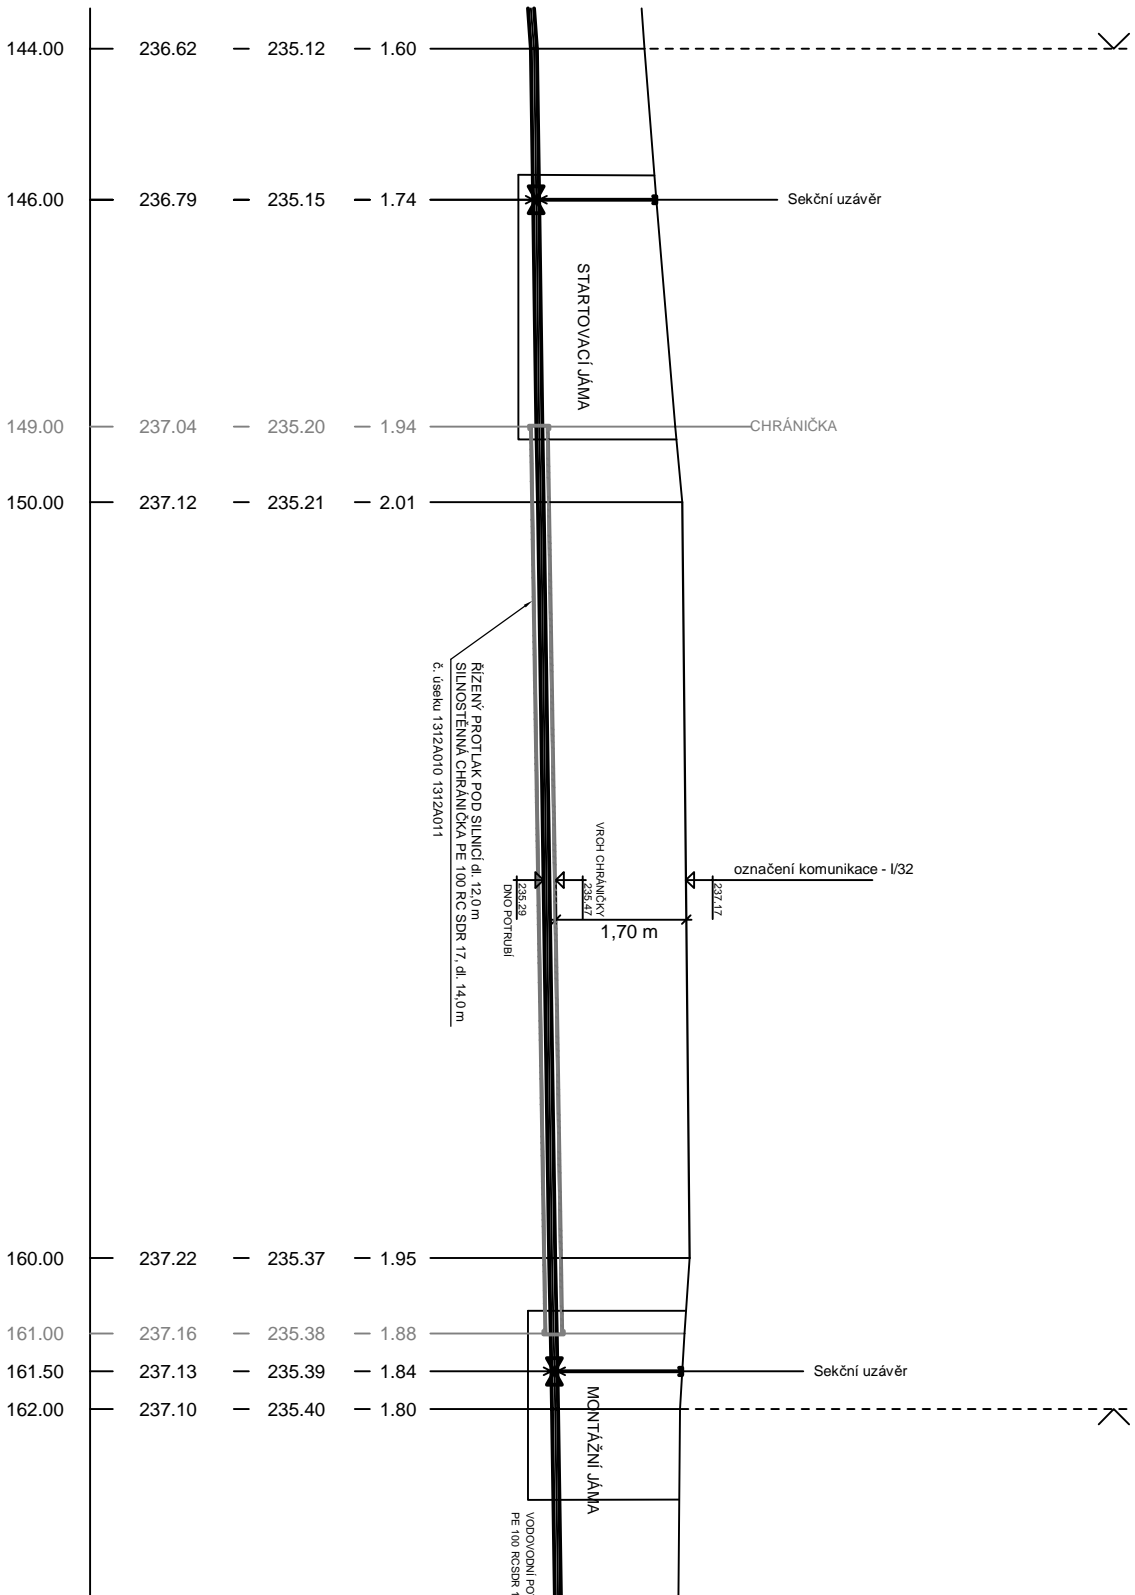 144.00 236.62 235.12 1.60
146.00 236.79 235.15 1.74 Sekční uzávěr
STARTOVACÍ JÁMA
149.00 237.04 235.20 1.94 CHRÁNIČKA
150.00 237.12 235.21 2.01
ŘÍZENÝ PROTLAK POD SILNICÍ dl. 12,0 m
SILNOSTĚNNÁ CHRÁNIČKA PE 100 RC SDR 17, dl. 14,0 m
č. úseku 1312A010 1312A011
VRCH CHRÁNIČKY
235.47
235.29
DNO POTRUBÍ
označení komunikace - I/32
237.17
1,70 m
160.00 237.22 235.37 1.95
161.00 237.16 235.38 1.88
161.50 237.13 235.39 1.84 Sekční uzávěr
162.00 237.10 235.40 1.80
MONTÁŽNÍ JÁMA
VODOVODNÍ
PE 100 RCSDR